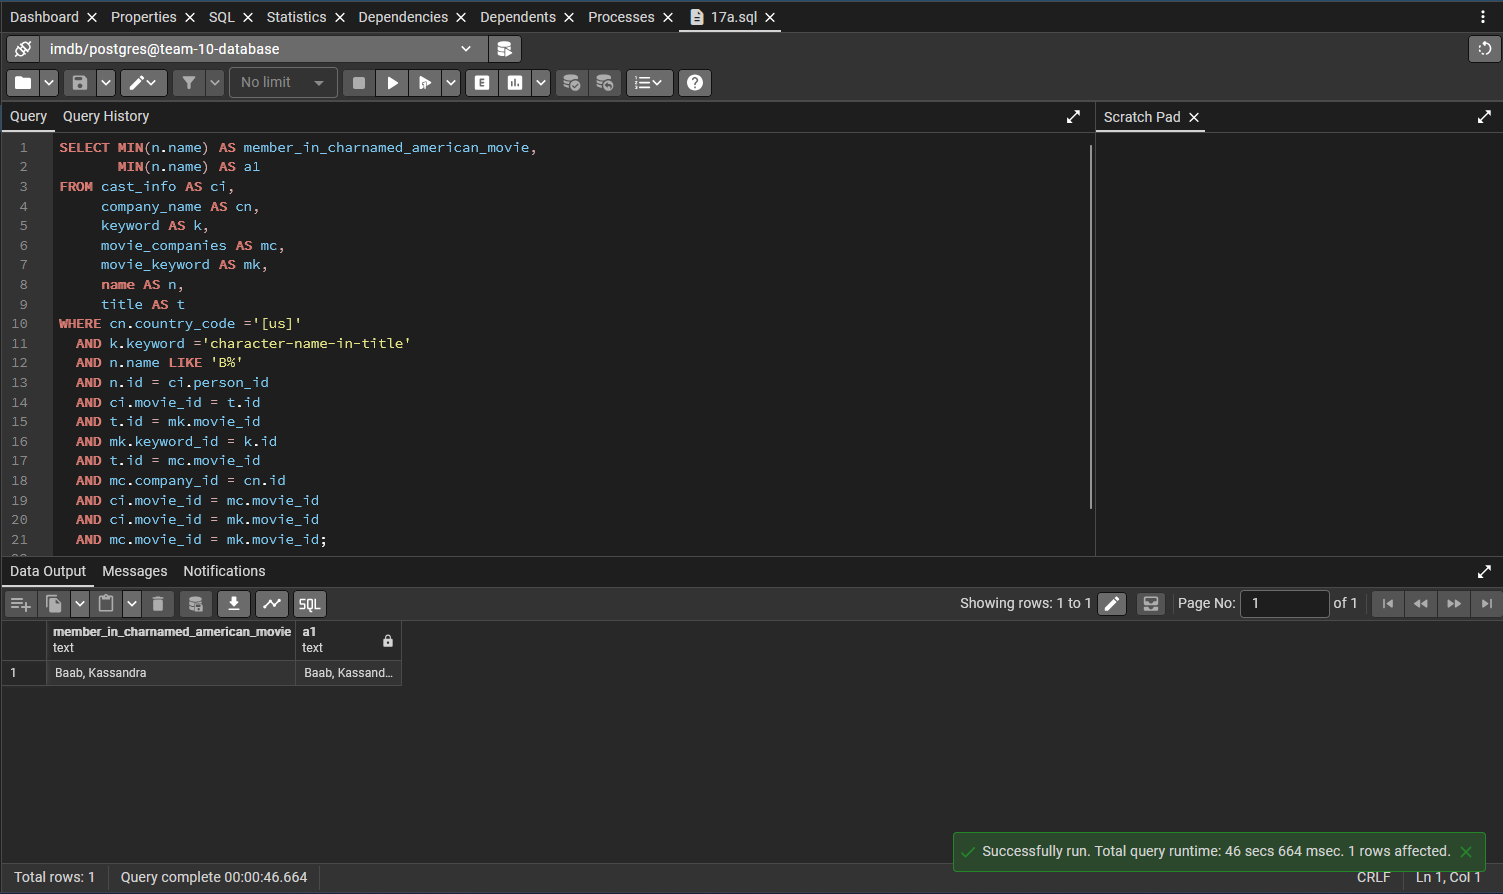 Dashboard Properties SQL Statistics Dependencies Dependents Processes 17a.sql
imdb/postgres@team-10-database
No limit E
Query Query History Scratch Pad
1 SELECT MIN(n.name) AS member_in_charnamed_american_movie,
2 MIN(n.name) AS a1
3 FROM cast_info AS ci,
4 company_name AS cn,
5 keyword AS k,
6 movie_companies AS mc,
7 movie_keyword AS mk,
8 name AS n,
9 title AS t
10 WHERE cn.country_code ='[us]'
11 AND k.keyword ='character-name-in-title'
12 AND n.name LIKE 'B%'
13 AND n.id = ci.person_id
14 AND ci.movie_id = t.id
15 AND t.id = mk.movie_id
16 AND mk.keyword_id = k.id
17 AND t.id = mc.movie_id
18 AND mc.company_id = cn.id
19 AND ci.movie_id = mc.movie_id
20 AND ci.movie_id = mk.movie_id
21 AND mc.movie_id = mk.movie_id;
Data Output Messages Notifications
SQL Showing rows: 1 to 1 Page No: 1 of 1
member_in_charnamed_american_movie a1
text text
1 Baab, Kassandra Baab, Kassand...
Successfully run. Total query runtime: 46 secs 664 msec. 1 rows affected.
Total rows: 1 Query complete 00:00:46.664 CRLF Ln 1, Col 1